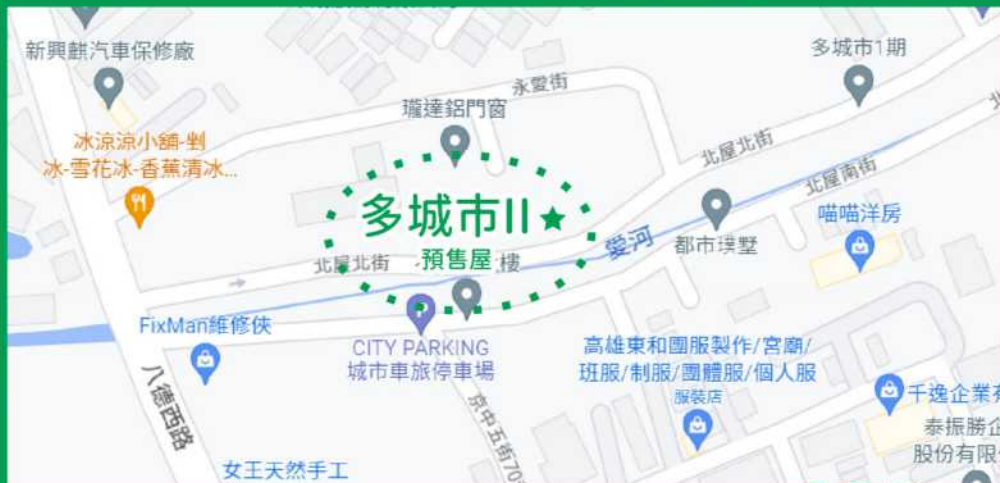 新興麒汽車保修廠
多城市1期
永愛街
瓏達鋁門窗
冰涼涼小舖-剉
冰-雪花冰-香蕉清冰...
北屋北街
北屋南街
多城市II★
預售屋
喵喵洋房
愛河
都市璞墅
北屋北街
樓
FixMan維修俠
CITY PARKING
城市車旅停車場
高雄東和團服製作/宮廟/
班服/制服/團體服/個人服
服裝店
八德西路
京中五街70
千逸企業有
泰振勝企
股份有限
女王天然手工